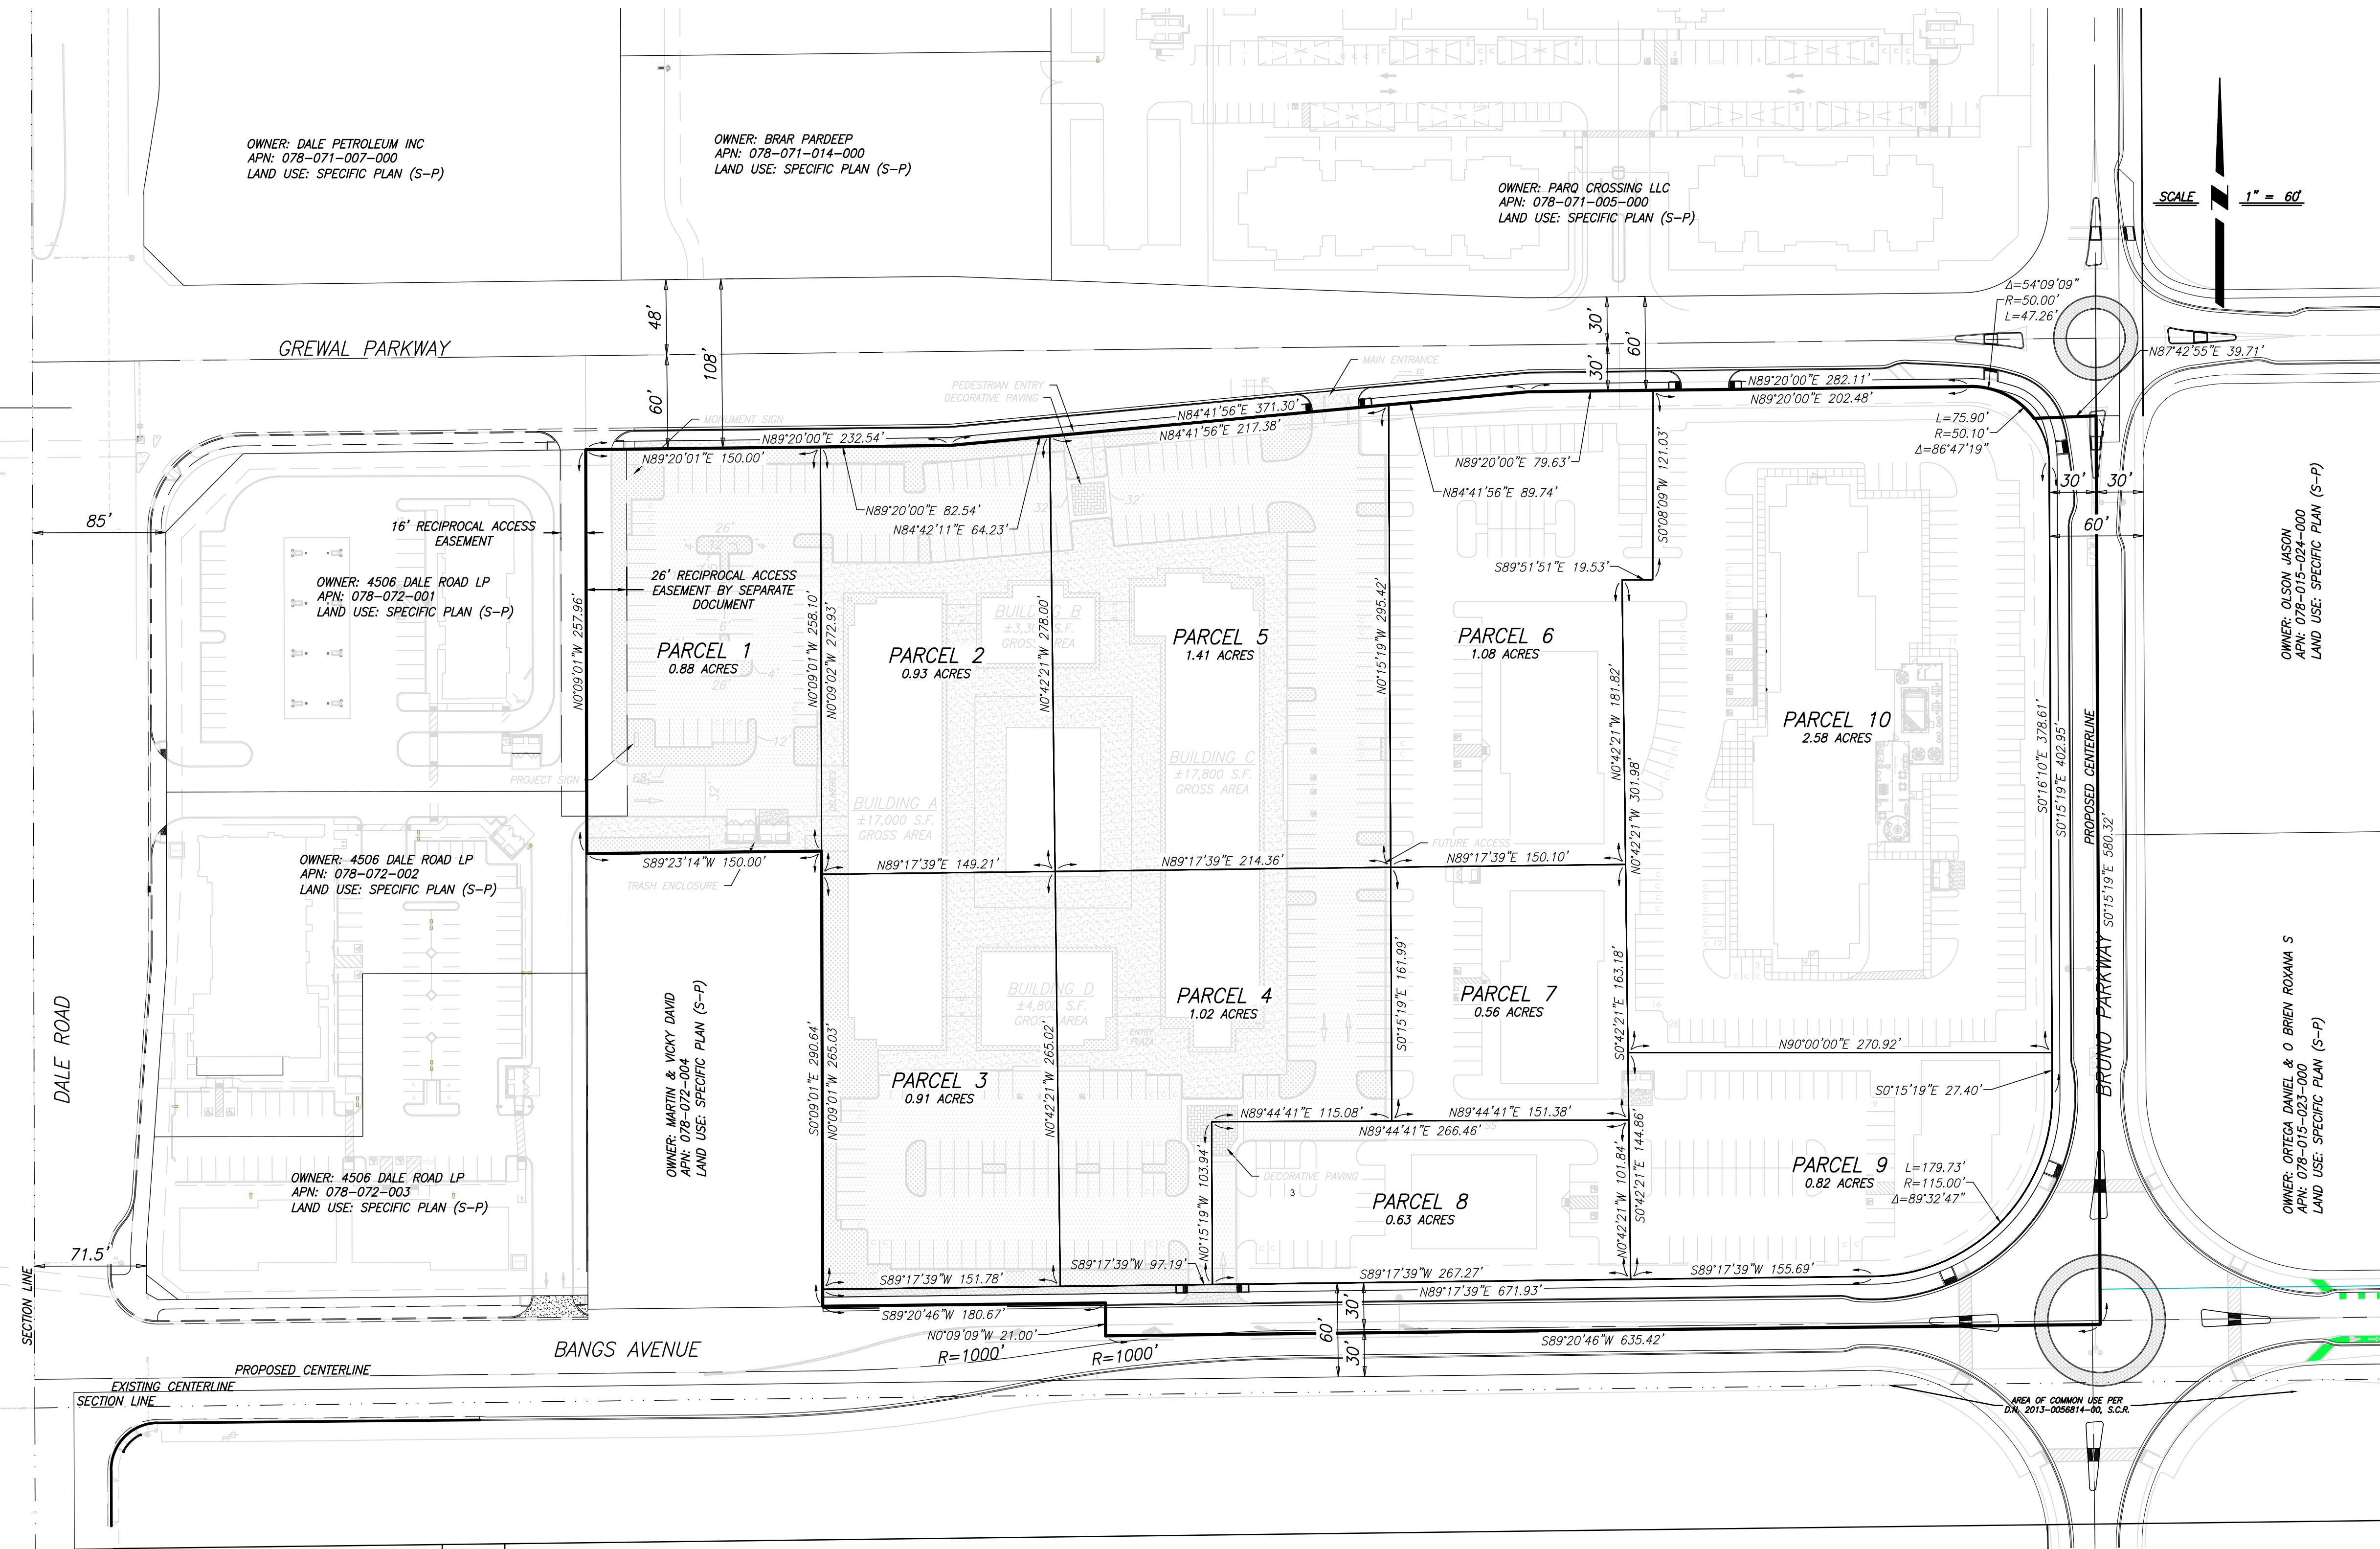 OWNER: DALE PETROLEUM INC
APN: 078-071-007-000
LAND USE: SPECIFIC PLAN (S-P)
OWNER: BRAR PARDEEP
APN: 078-071-014-000
LAND USE: SPECIFIC PLAN (S-P)
OWNER: PARQ CROSSING LLC
APN: 078-071-005-000
LAND USE: SPECIFIC PLAN (S-P)
SCALE 1" = 60'
Δ=54°09'09"
R=50.00'
L=47.26'
N87°42'55"E 39.71'
GREWAL PARKWAY
48'
60'
108'
30'
30'
60'
MAIN ENTRANCE
PEDESTRIAN ENTRY
DECORATIVE PAVING
MONUMENT SIGN
N84°41'56"E 371.30'
N84°41'56"E 217.38'
N89°20'00"E 282.11'
N89°20'00"E 202.48'
N89°20'00"E 232.54'
N89°20'01"E 150.00'
L=75.90'
R=50.10'
Δ=86°47'19"
N89°20'00"E 79.63'
N84°41'56"E 89.74'
N89°20'00"E 82.54'
N84°42'11"E 64.23'
S0°08'09"W 121.03'
S89°51'51"E 19.53'
30'
30'
60'
85'
16' RECIPROCAL ACCESS
EASEMENT
26' RECIPROCAL ACCESS
EASEMENT BY SEPARATE
DOCUMENT
32'
32'
26'
4'
4'
OWNER: 4506 DALE ROAD LP
APN: 078-072-001
LAND USE: SPECIFIC PLAN (S-P)
OWNER: OLSON JASON
APN: 078-015-024-000
LAND USE: SPECIFIC PLAN (S-P)
N0°09'01"W 257.96'
N0°09'01"W 258.10'
N0°09'02"W 272.93'
N0°42'21"W 278.00'
N0°15'19"W 295.42'
N0°42'21"W 181.82'
N0°42'21"W 301.98'
BUILDING B
GROSS AREA
PARCEL 1
0.88 ACRES
PARCEL 2
0.93 ACRES
PARCEL 5
1.41 ACRES
PARCEL 6
1.08 ACRES
PARCEL 10
2.58 ACRES
6'
4'
26'
12'
68'
32'
PROJECT SIGN
BUILDING A
±17,000 S.F.
GROSS AREA
BUILDING C
±17,800 S.F.
GROSS AREA
S0°16'10"E 378.61'
S0°15'19"E 402.95'
PROPOSED CENTERLINE
S0°15'19"E 580.32'
BRUNO PARKWAY
OWNER: 4506 DALE ROAD LP
APN: 078-072-002
LAND USE: SPECIFIC PLAN (S-P)
S89°23'14"W 150.00'
TRASH ENCLOSURE
N89°17'39"E 149.21'
N89°17'39"E 214.36'
FUTURE ACCESS
N89°17'39"E 150.10'
DALE ROAD
OWNER: MARTIN & VICKY DAVID
APN: 078-072-004
LAND USE: SPECIFIC PLAN (S-P)
S0°09'01"E 290.64'
N0°09'01"W 265.03'
N0°42'21"W 265.02'
S0°15'19"E 161.99'
S0°42'21"E 163.18'
BUILDING D
±4,800 S.F.
GROSS AREA
ENTRY
PLAZA
PARCEL 4
1.02 ACRES
PARCEL 7
0.56 ACRES
PARCEL 3
0.91 ACRES
N90°00'00"E 270.92'
S0°15'19"E 27.40'
OWNER: ORTEGA DANIEL & O BRIEN ROXANA S
APN: 078-015-023-000
LAND USE: SPECIFIC PLAN (S-P)
N89°44'41"E 115.08'
N89°44'41"E 151.38'
N89°44'41"E 266.46'
N0°15'19"W 103.94'
N0°42'21"W 101.84'
S0°42'21"E 144.86'
DECORATIVE PAVING
3
OWNER: 4506 DALE ROAD LP
APN: 078-072-003
LAND USE: SPECIFIC PLAN (S-P)
PARCEL 8
0.63 ACRES
PARCEL 9
0.82 ACRES
L=179.73'
R=115.00'
Δ=89°32'47"
71.5'
SECTION LINE
S89°17'39"W 151.78'
S89°17'39"W 97.19'
S89°17'39"W 267.27'
S89°17'39"W 155.69'
N89°17'39"E 671.93'
S89°20'46"W 180.67'
N0°09'09"W 21.00'
S89°20'46"W 635.42'
30'
60'
30'
BANGS AVENUE
R=1000'
R=1000'
PROPOSED CENTERLINE
EXISTING CENTERLINE
SECTION LINE
AREA OF COMMON USE PER
D.N. 2013-0056814-00, S.C.R.